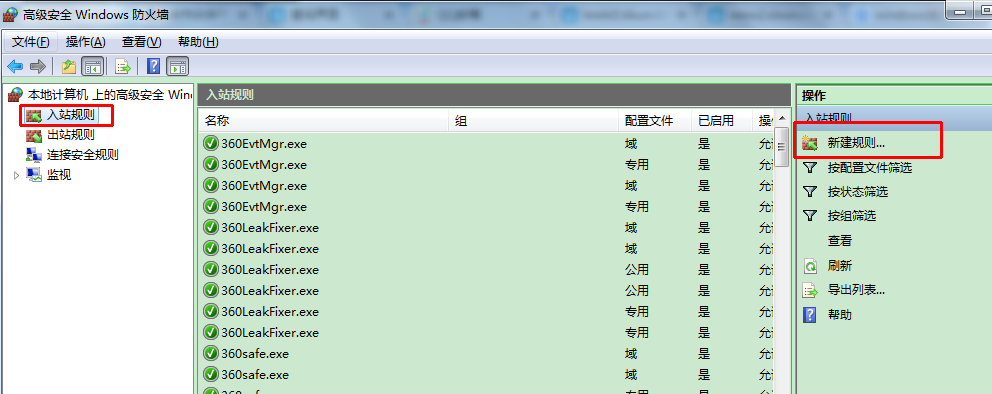 高级安全 Windows 防火墙
文件(F) 操作(A) 查看(V) 帮助(H)
本地计算机 上的高级安全 Win
入站规则
出站规则
连接安全规则
监视
入站规则
名称 组 配置文件 已启用 操
360EvtMgr.exe 域 是 允
360EvtMgr.exe 专用 是 允
360EvtMgr.exe 域 是 允
360EvtMgr.exe 专用 是 允
360LeakFixer.exe 域 是 允
360LeakFixer.exe 域 是 允
360LeakFixer.exe 公用 是 允
360LeakFixer.exe 公用 是 允
360LeakFixer.exe 专用 是 允
360LeakFixer.exe 专用 是 允
360safe.exe 域 是 允
360safe.exe 域 是 允
操作
入站规则
新建规则...
按配置文件筛选
按状态筛选
按组筛选
查看
刷新
导出列表...
帮助